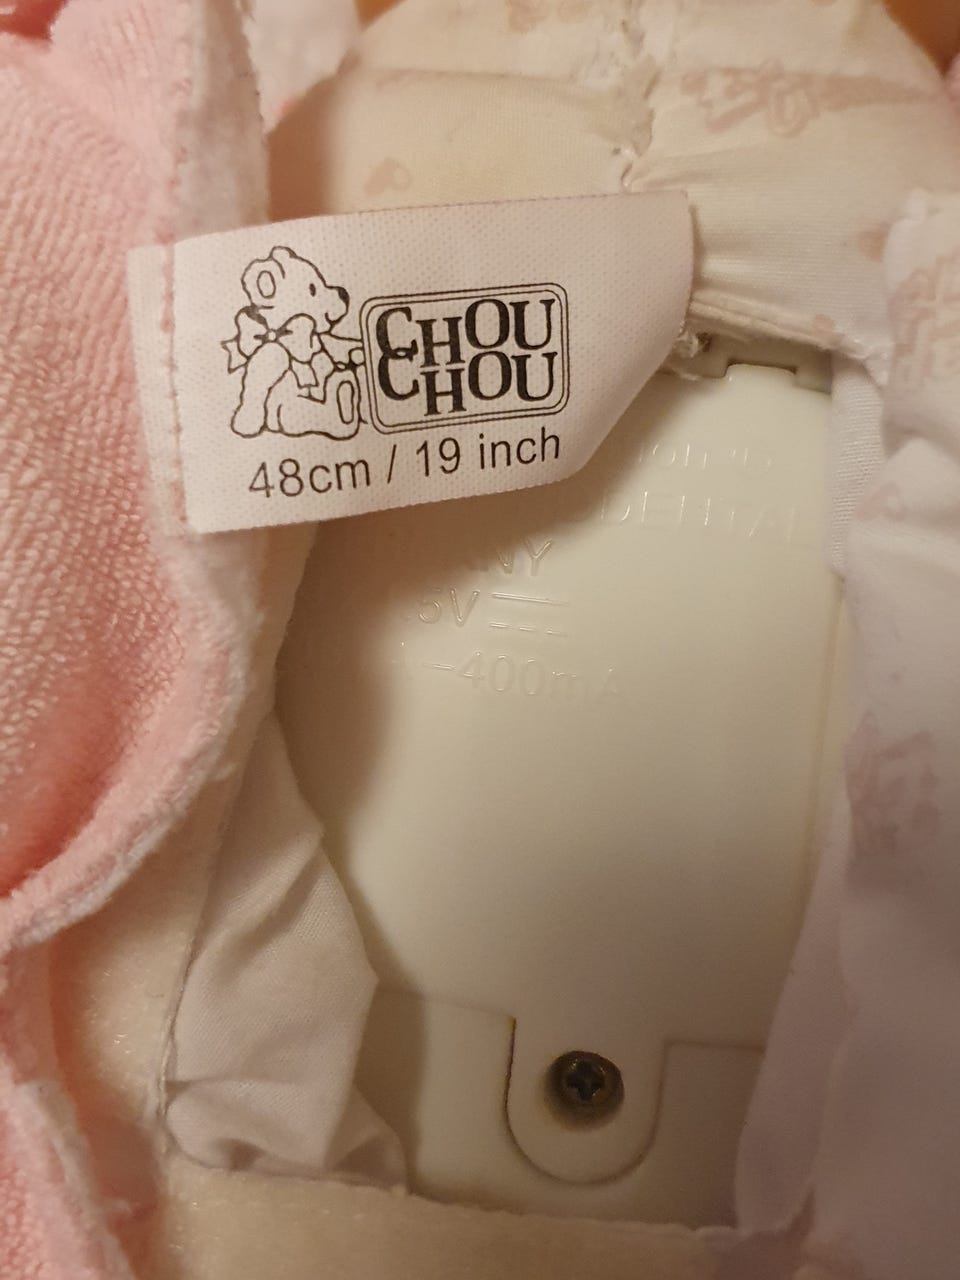 CHOU
CHOU
48cm / 19 inch
5V
-400mA